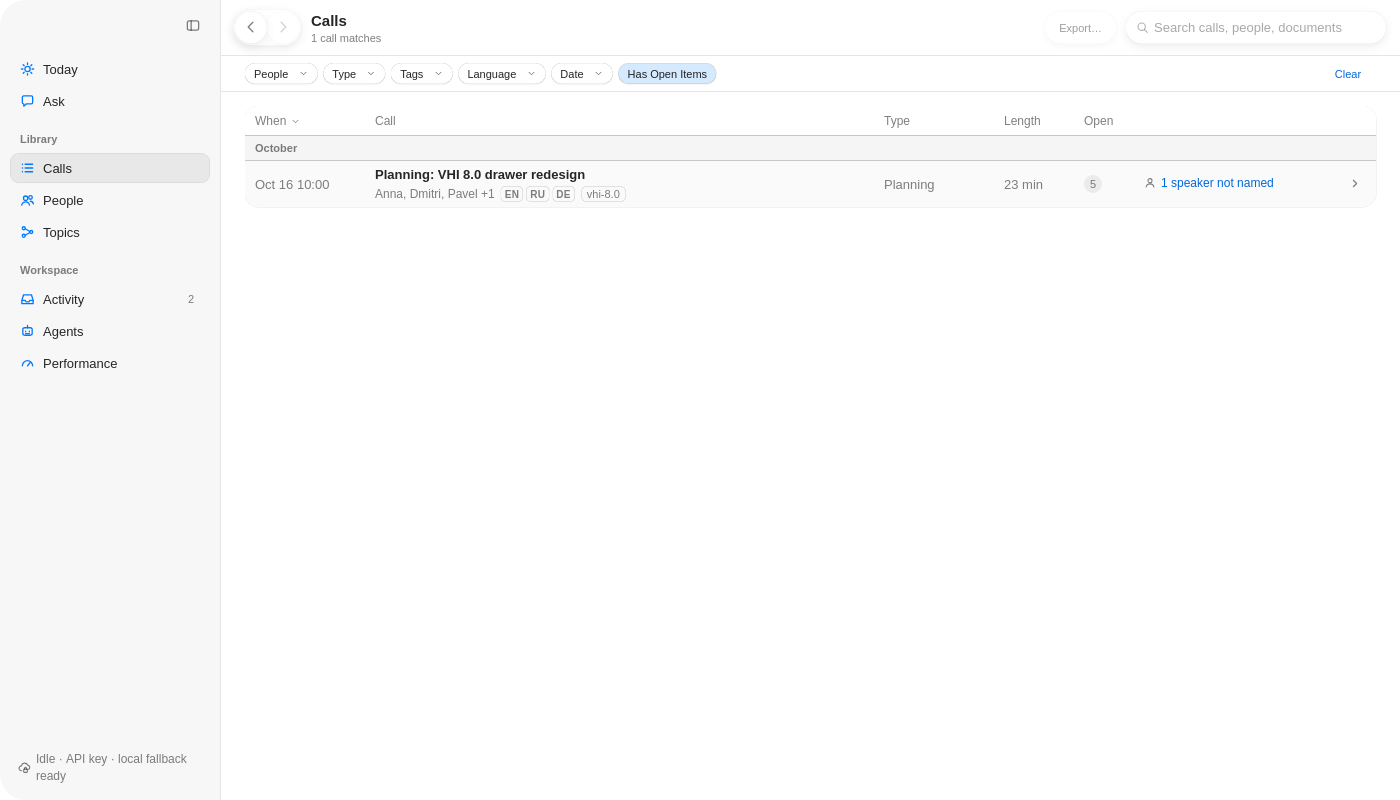 Calls
1 call matches
Export…
Search calls, people, documents
Today
Ask
Library
Calls
People
Topics
Workspace
Activity 2
Agents
Performance
Idle · API key · local fallback
ready
People Type Tags Language Date Has Open Items Clear
When Call Type Length Open
October
Oct 16 10:00 Planning: VHI 8.0 drawer redesign Planning 23 min 5 1 speaker not named
Anna, Dmitri, Pavel +1 EN RU DE vhi-8.0